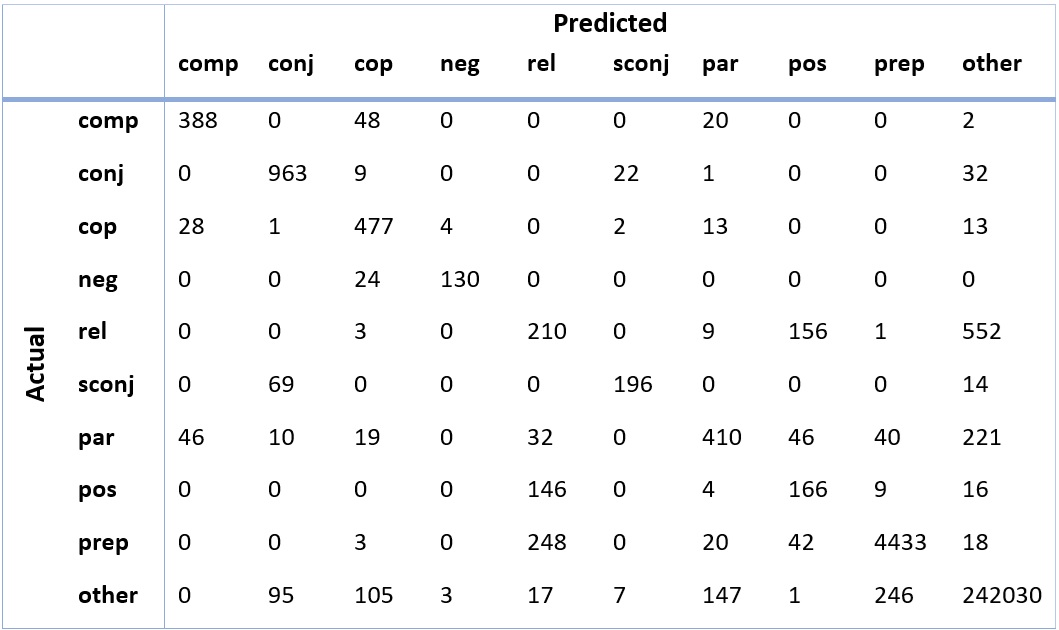 Predicted
comp conj cop neg rel sconj par pos prep other
Actual
comp 388 0 48 0 0 0 20 0 0 2
conj 0 963 9 0 0 22 1 0 0 32
cop 28 1 477 4 0 2 13 0 0 13
neg 0 0 24 130 0 0 0 0 0 0
rel 0 0 3 0 210 0 9 156 1 552
sconj 0 69 0 0 0 196 0 0 0 14
par 46 10 19 0 32 0 410 46 40 221
pos 0 0 0 0 146 0 4 166 9 16
prep 0 0 3 0 248 0 20 42 4433 18
other 0 95 105 3 17 7 147 1 246 242030